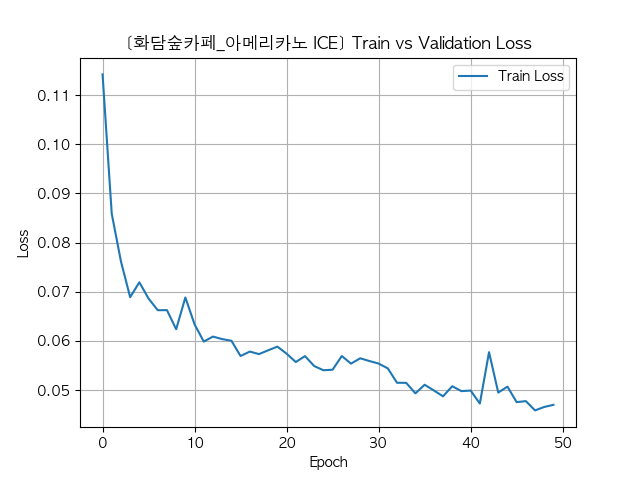 [화담숲카페_아메리카노 ICE] Train vs Validation Loss
Train Loss
0.11
0.10
0.09
0.08
0.07
0.06
0.05
Loss
0 10 20 30 40 50
Epoch